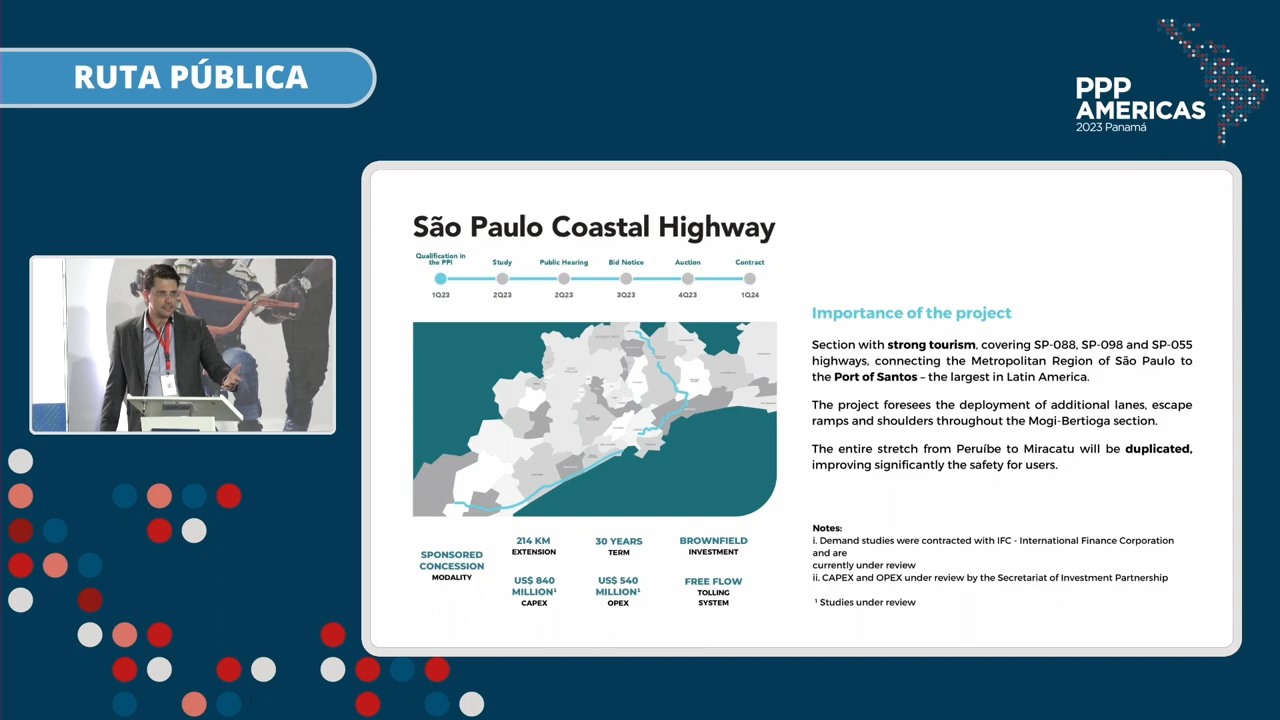 RUTA PÚBLICA
PPP
AMERICAS
2023 Panamá
São Paulo Coastal Highway
Qualification in
the PPI
Study
Public Hearing
Bid Notice
Auction
Contract
1Q23
2Q23
2Q23
3Q23
4Q23
1Q24
SPONSORED
CONCESSION
MODALITY
214 KM
EXTENSION
30 YEARS
TERM
BROWNFIELD
INVESTMENT
US$ 840
MILLION¹
CAPEX
US$ 540
MILLION¹
OPEX
FREE FLOW
TOLLING
SYSTEM
Importance of the project
Section with strong tourism, covering SP-088, SP-098 and SP-055
highways, connecting the Metropolitan Region of São Paulo to
the Port of Santos – the largest in Latin America.
The project foresees the deployment of additional lanes, escape
ramps and shoulders throughout the Mogi-Bertioga section.
The entire stretch from Peruíbe to Miracatu will be duplicated,
improving significantly the safety for users.
Notes:
i. Demand studies were contracted with IFC - International Finance Corporation
and are
currently under review
ii. CAPEX and OPEX under review by the Secretariat of Investment Partnership
¹ Studies under review